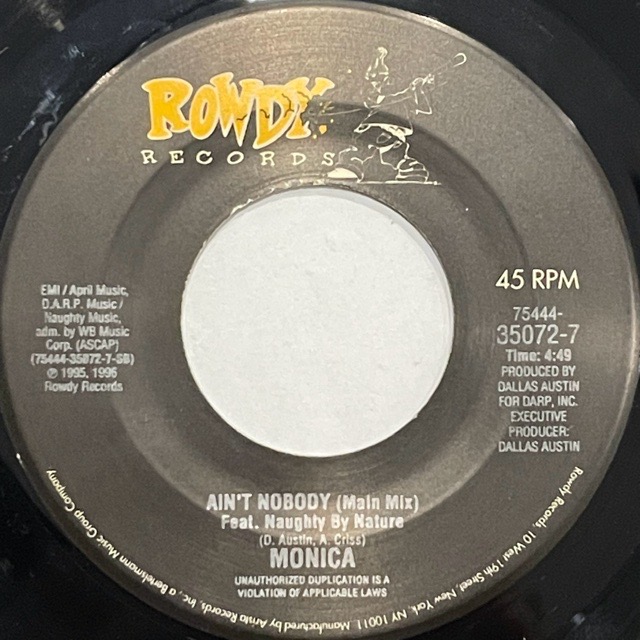 ROWDY
RECORDS
EMI / April Music,
D.A.R.P. Music /
Naughty Music,
adm. by WB Music
Corp. (ASCAP)
(75444-35072-7-SB)
℗ 1995, 1996
Rowdy Records
45 RPM
75444-
35072-7
Time: 4:49
PRODUCED BY
DALLAS AUSTIN
FOR DARP, INC.
EXECUTIVE
PRODUCER:
DALLAS AUSTIN
AIN'T NOBODY (Main Mix)
Feat. Naughty By Nature
(D. Austin, A. Criss)
MONICA
UNAUTHORIZED DUPLICATION IS A
VIOLATION OF APPLICABLE LAWS
Rowdy Records, 10 West 19th Street, New York, NY 10011. Manufactured by Arista Records, Inc., a Bertelsmann Music Group Company